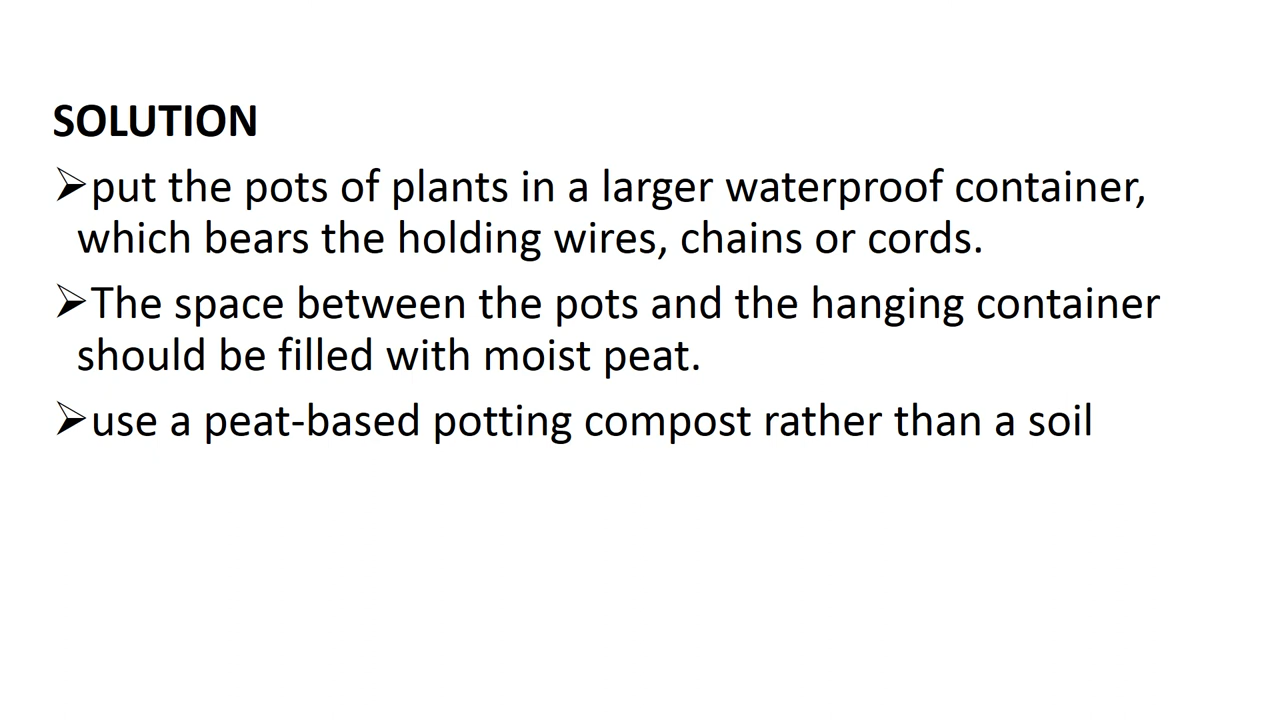 SOLUTION
➢put the pots of plants in a larger waterproof container,
which bears the holding wires, chains or cords.
➢The space between the pots and the hanging container
should be filled with moist peat.
➢use a peat-based potting compost rather than a soil